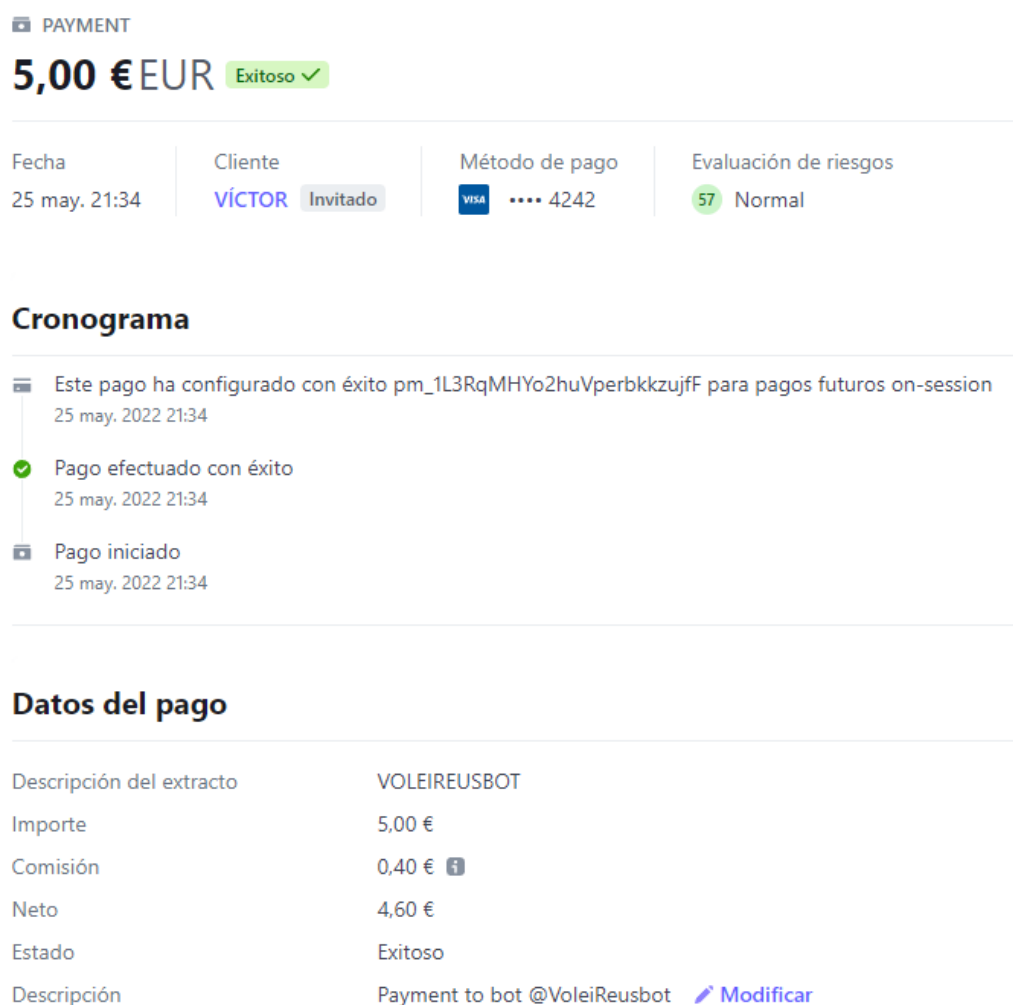 PAYMENT
5,00 € EUR Exitoso ✓
Fecha Cliente Método de pago Evaluación de riesgos
25 may. 21:34 VÍCTOR Invitado VISA •••• 4242 57 Normal
Cronograma
Este pago ha configurado con éxito pm_1L3RqMHYo2huVperbkkzujfF para pagos futuros on-session
25 may. 2022 21:34
Pago efectuado con éxito
25 may. 2022 21:34
Pago iniciado
25 may. 2022 21:34
Datos del pago
Descripción del extracto VOLEIREUSBOT
Importe 5,00 €
Comisión 0,40 €
Neto 4,60 €
Estado Exitoso
Descripción Payment to bot @VoleiReusbot Modificar